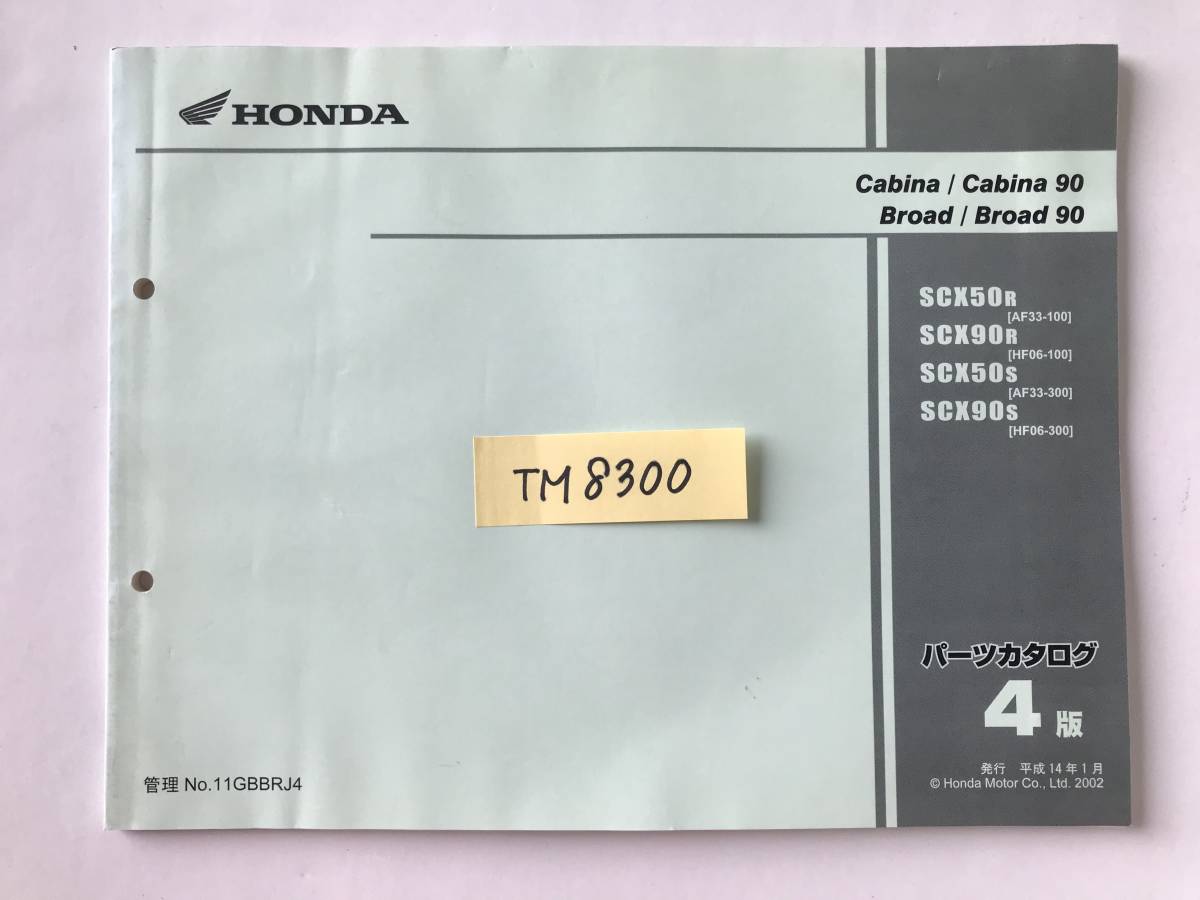 HONDA
Cabina / Cabina 90
Broad / Broad 90
SCX50R
[AF33-100]
SCX90R
[HF06-100]
SCX50S
[AF33-300]
SCX90S
[HF06-300]
TM8300
パーツカタログ
4版
管理 No.11GBBRJ4
発行 平成14年1月
© Honda Motor Co., Ltd. 2002